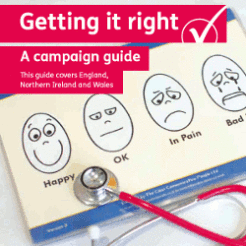 Getting it right
A campaign guide
This guide covers England,
Northern Ireland and Wales
Happy
OK
In Pain
Bad